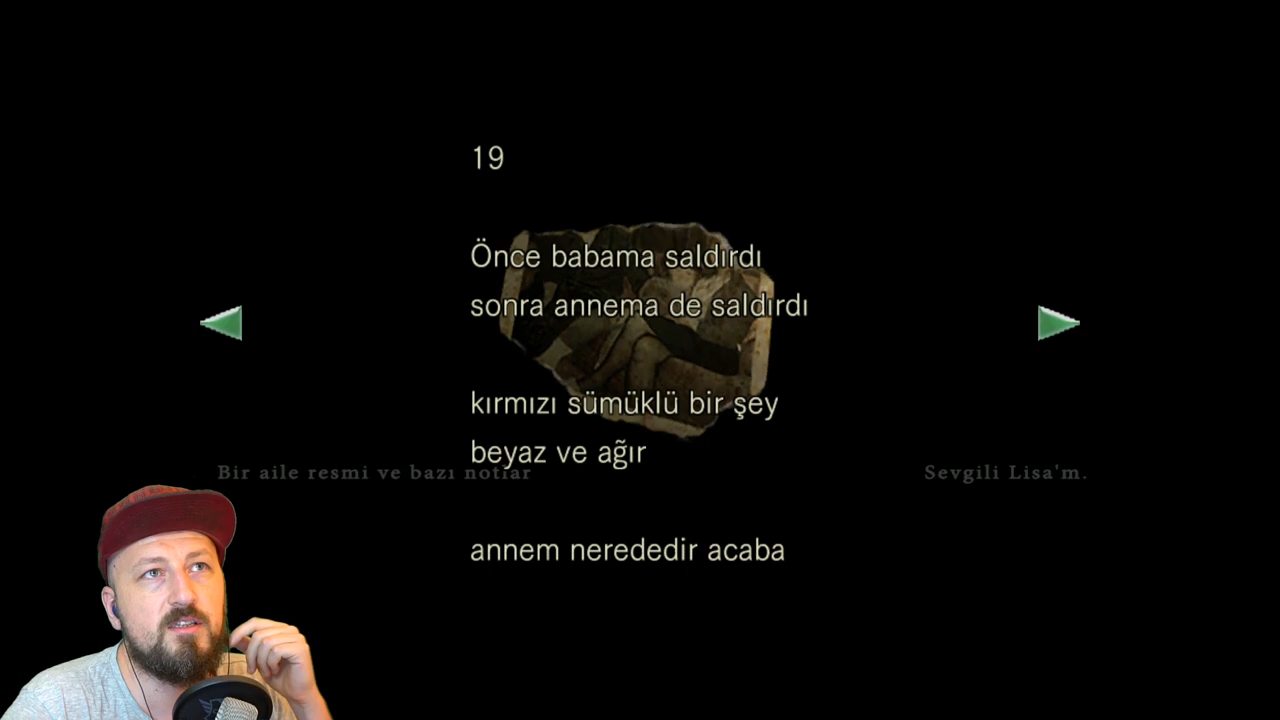 19
Önce babama saldırdı
sonra annema de saldırdı
kırmızı sümüklü bir şey
beyaz ve ağır
Bir aile resmi ve bazı notlar
Sevgili Lisa'm.
annem nerededir acaba